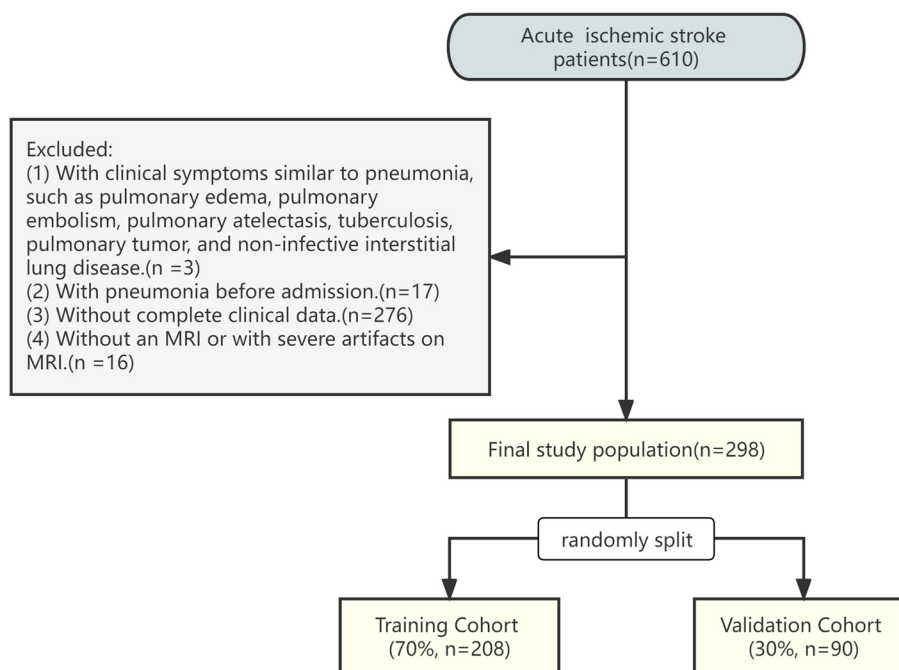 Acute  ischemic stroke
patients(n=610)
Excluded:
(1) With clinical symptoms similar to pneumonia,
such as pulmonary edema, pulmonary
embolism, pulmonary atelectasis, tuberculosis,
pulmonary tumor, and non-infective interstitial
lung disease.(n =3)
(2) With pneumonia before admission.(n=17)
(3) Without complete clinical data.(n=276)
(4) Without an MRI or with severe artifacts on
MRI.(n =16)
Final study population(n=298)
randomly split
Training Cohort
(70%, n=208)
Validation Cohort
(30%, n=90)